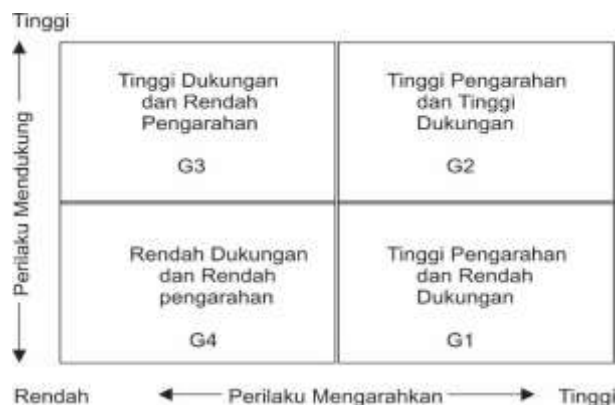 Tinggi
Tinggi Dukungan
dan Rendah
Pengarahan
G3
Tinggi Pengarahan
dan Tinggi
Dukungan
G2
Perilaku Mendukung
Rendah Dukungan
dan Rendah
pengarahan
G4
Tinggi Pengarahan
dan Rendah
Dukungan
G1
Rendah
Perilaku Mengarahkan
Tinggi